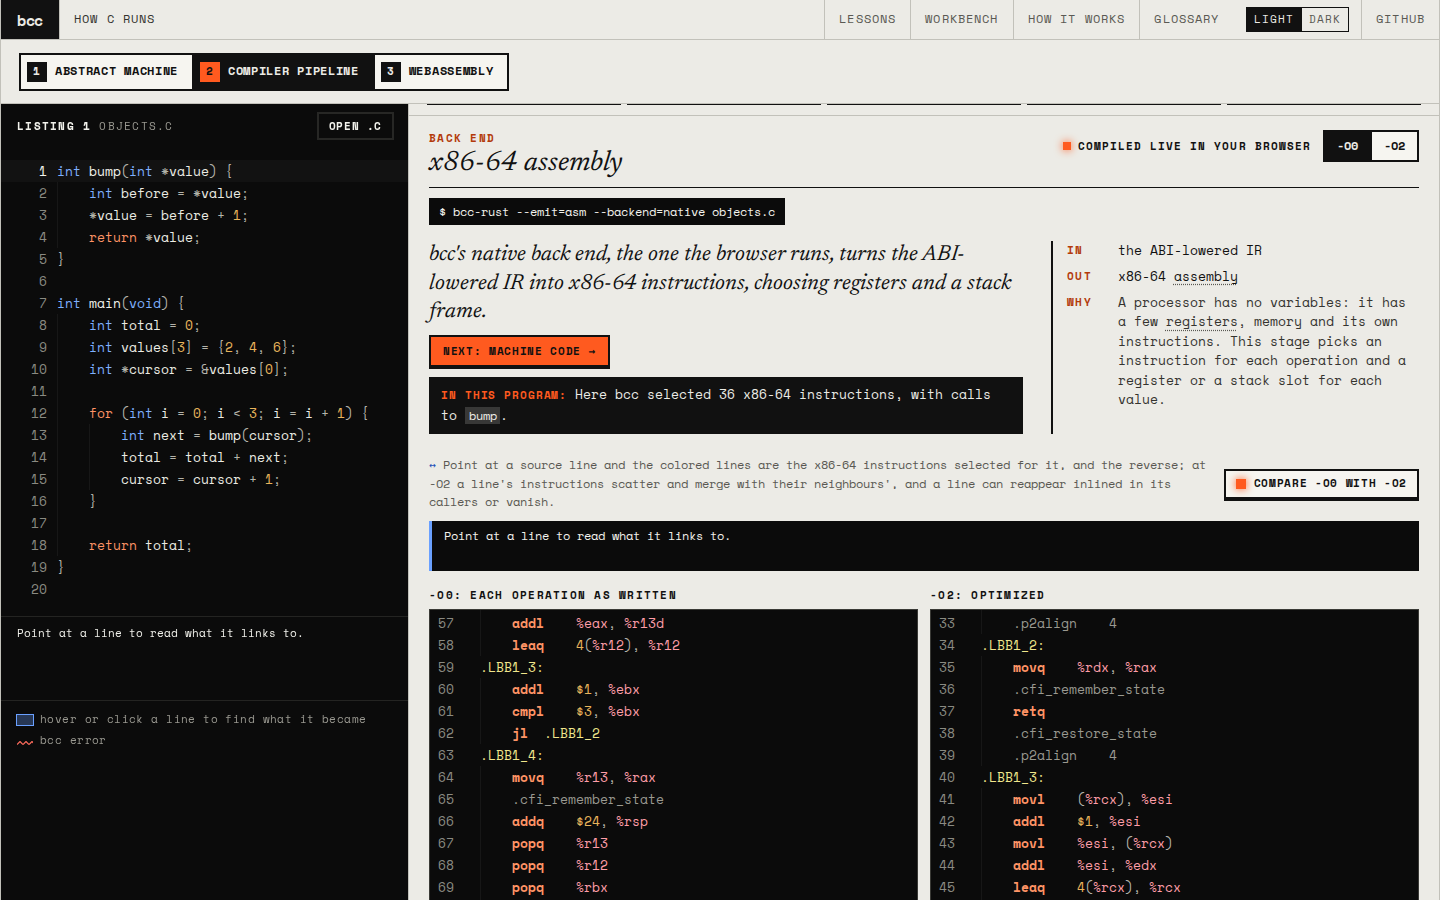 bcc HOW C RUNS LESSONS WORKBENCH HOW IT WORKS GLOSSARY LIGHT DARK GITHUB
1 ABSTRACT MACHINE 2 COMPILER PIPELINE 3 WEBASSEMBLY
LISTING 1 OBJECTS.C OPEN .C
1 int bump(int *value) {
2 int before = *value;
3 *value = before + 1;
4 return *value;
5 }
6
7 int main(void) {
8 int total = 0;
9 int values[3] = {2, 4, 6};
10 int *cursor = &values[0];
11
12 for (int i = 0; i < 3; i = i + 1) {
13 int next = bump(cursor);
14 total = total + next;
15 cursor = cursor + 1;
16 }
17
18 return total;
19 }
20
Point at a line to read what it links to.
hover or click a line to find what it became
bcc error
BACK END
x86-64 assembly
COMPILED LIVE IN YOUR BROWSER -O0 -O2
$ bcc-rust --emit=asm --backend=native objects.c
bcc's native back end, the one the browser runs, turns the ABI-
lowered IR into x86-64 instructions, choosing registers and a stack
frame.
NEXT: MACHINE CODE →
IN THIS PROGRAM: Here bcc selected 36 x86-64 instructions, with calls
to bump.
IN the ABI-lowered IR
OUT x86-64 assembly
WHY A processor has no variables: it has
a few registers, memory and its own
instructions. This stage picks an
instruction for each operation and a
register or a stack slot for each
value.
↔ Point at a source line and the colored lines are the x86-64 instructions selected for it, and the reverse; at
-O2 a line's instructions scatter and merge with their neighbours', and a line can reappear inlined in its
callers or vanish.
COMPARE -O0 WITH -O2
Point at a line to read what it links to.
-O0: EACH OPERATION AS WRITTEN
57 addl %eax, %r13d
58 leaq 4(%r12), %r12
59 .LBB1_3:
60 addl $1, %ebx
61 cmpl $3, %ebx
62 jl .LBB1_2
63 .LBB1_4:
64 movq %r13, %rax
65 .cfi_remember_state
66 addq $24, %rsp
67 popq %r13
68 popq %r12
69 popq %rbx
-O2: OPTIMIZED
33 .p2align 4
34 .LBB1_2:
35 movq %rdx, %rax
36 .cfi_remember_state
37 retq
38 .cfi_restore_state
39 .p2align 4
40 .LBB1_3:
41 movl (%rcx), %esi
42 addl $1, %esi
43 movl %esi, (%rcx)
44 addl %esi, %edx
45 leaq 4(%rcx), %rcx